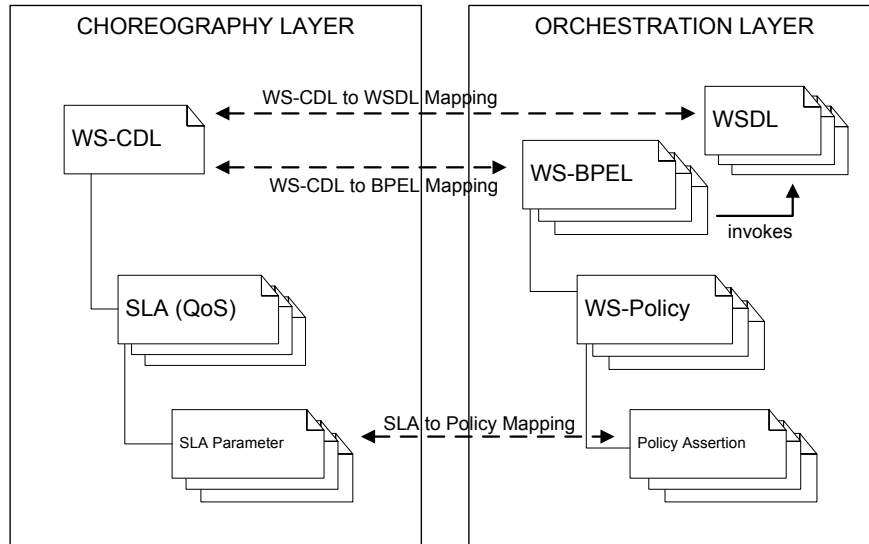 CHOREOGRAPHY LAYER
ORCHESTRATION LAYER
WS-CDL to WSDL Mapping
WS-CDL
WSDL
WS-CDL to BPEL Mapping
WS-BPEL
invokes
SLA (QoS)
WS-Policy
SLA to Policy Mapping
SLA Parameter
Policy Assertion